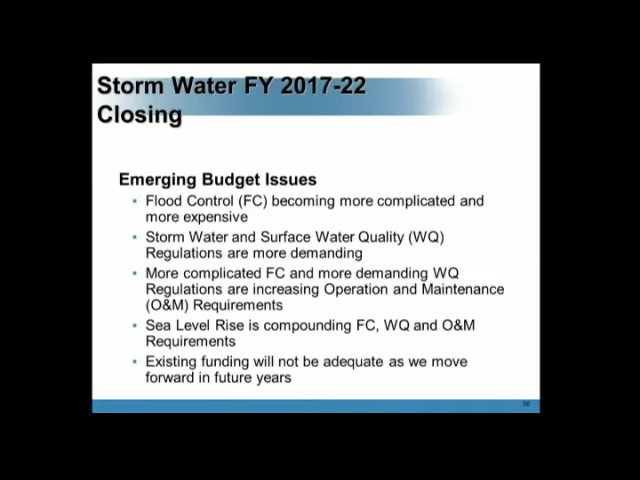 Storm Water FY 2017-22
Closing
Emerging Budget Issues
• Flood Control (FC) becoming more complicated and
more expensive
• Storm Water and Surface Water Quality (WQ)
Regulations are more demanding
• More complicated FC and more demanding WQ
Regulations are increasing Operation and Maintenance
(O&M) Requirements
• Sea Level Rise is compounding FC, WQ and O&M
Requirements
• Existing funding will not be adequate as we move
forward in future years